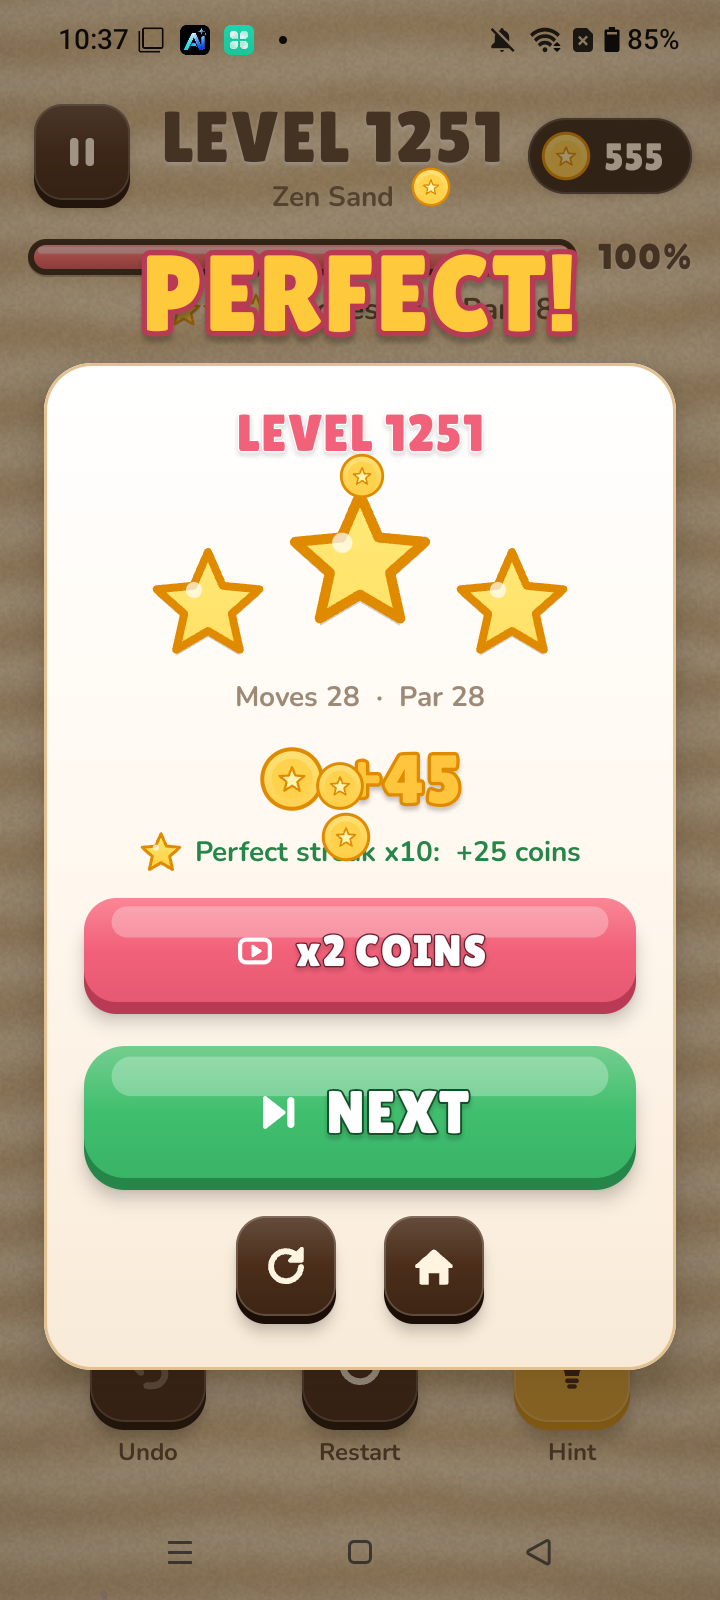 10:37
85%
LEVEL 1251
555
Zen Sand
100%
PERFECT!
LEVEL 1251
Moves 28 · Par 28
+45
Perfect streak x10: +25 coins
x2 COINS
NEXT
Undo
Restart
Hint